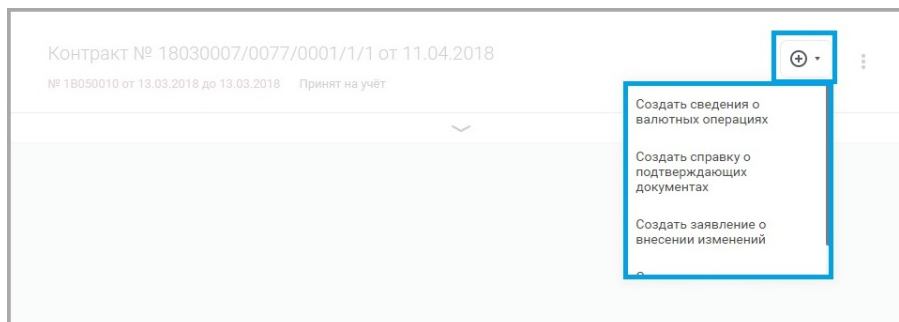 Контракт № 18030007/0077/0001/1/1 от 11.04.2018
№ 1В050010 от 13.03.2018 до 13.03.2018 Принят на учёт
Создать сведения о
валютных операциях
Создать справку о
подтверждающих
документах
Создать заявление о
внесении изменений